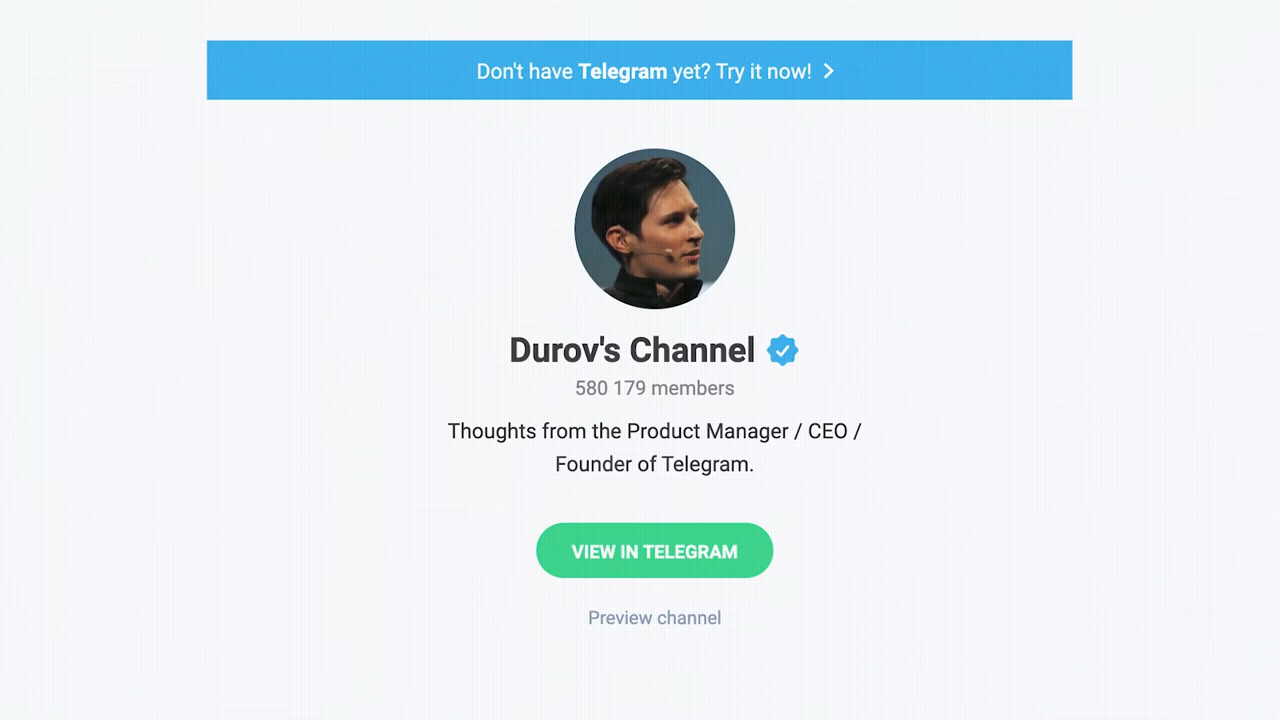 Don't have Telegram yet? Try it now!
Durov's Channel
580 179 members
Thoughts from the Product Manager / CEO /
Founder of Telegram.
VIEW IN TELEGRAM
Preview channel